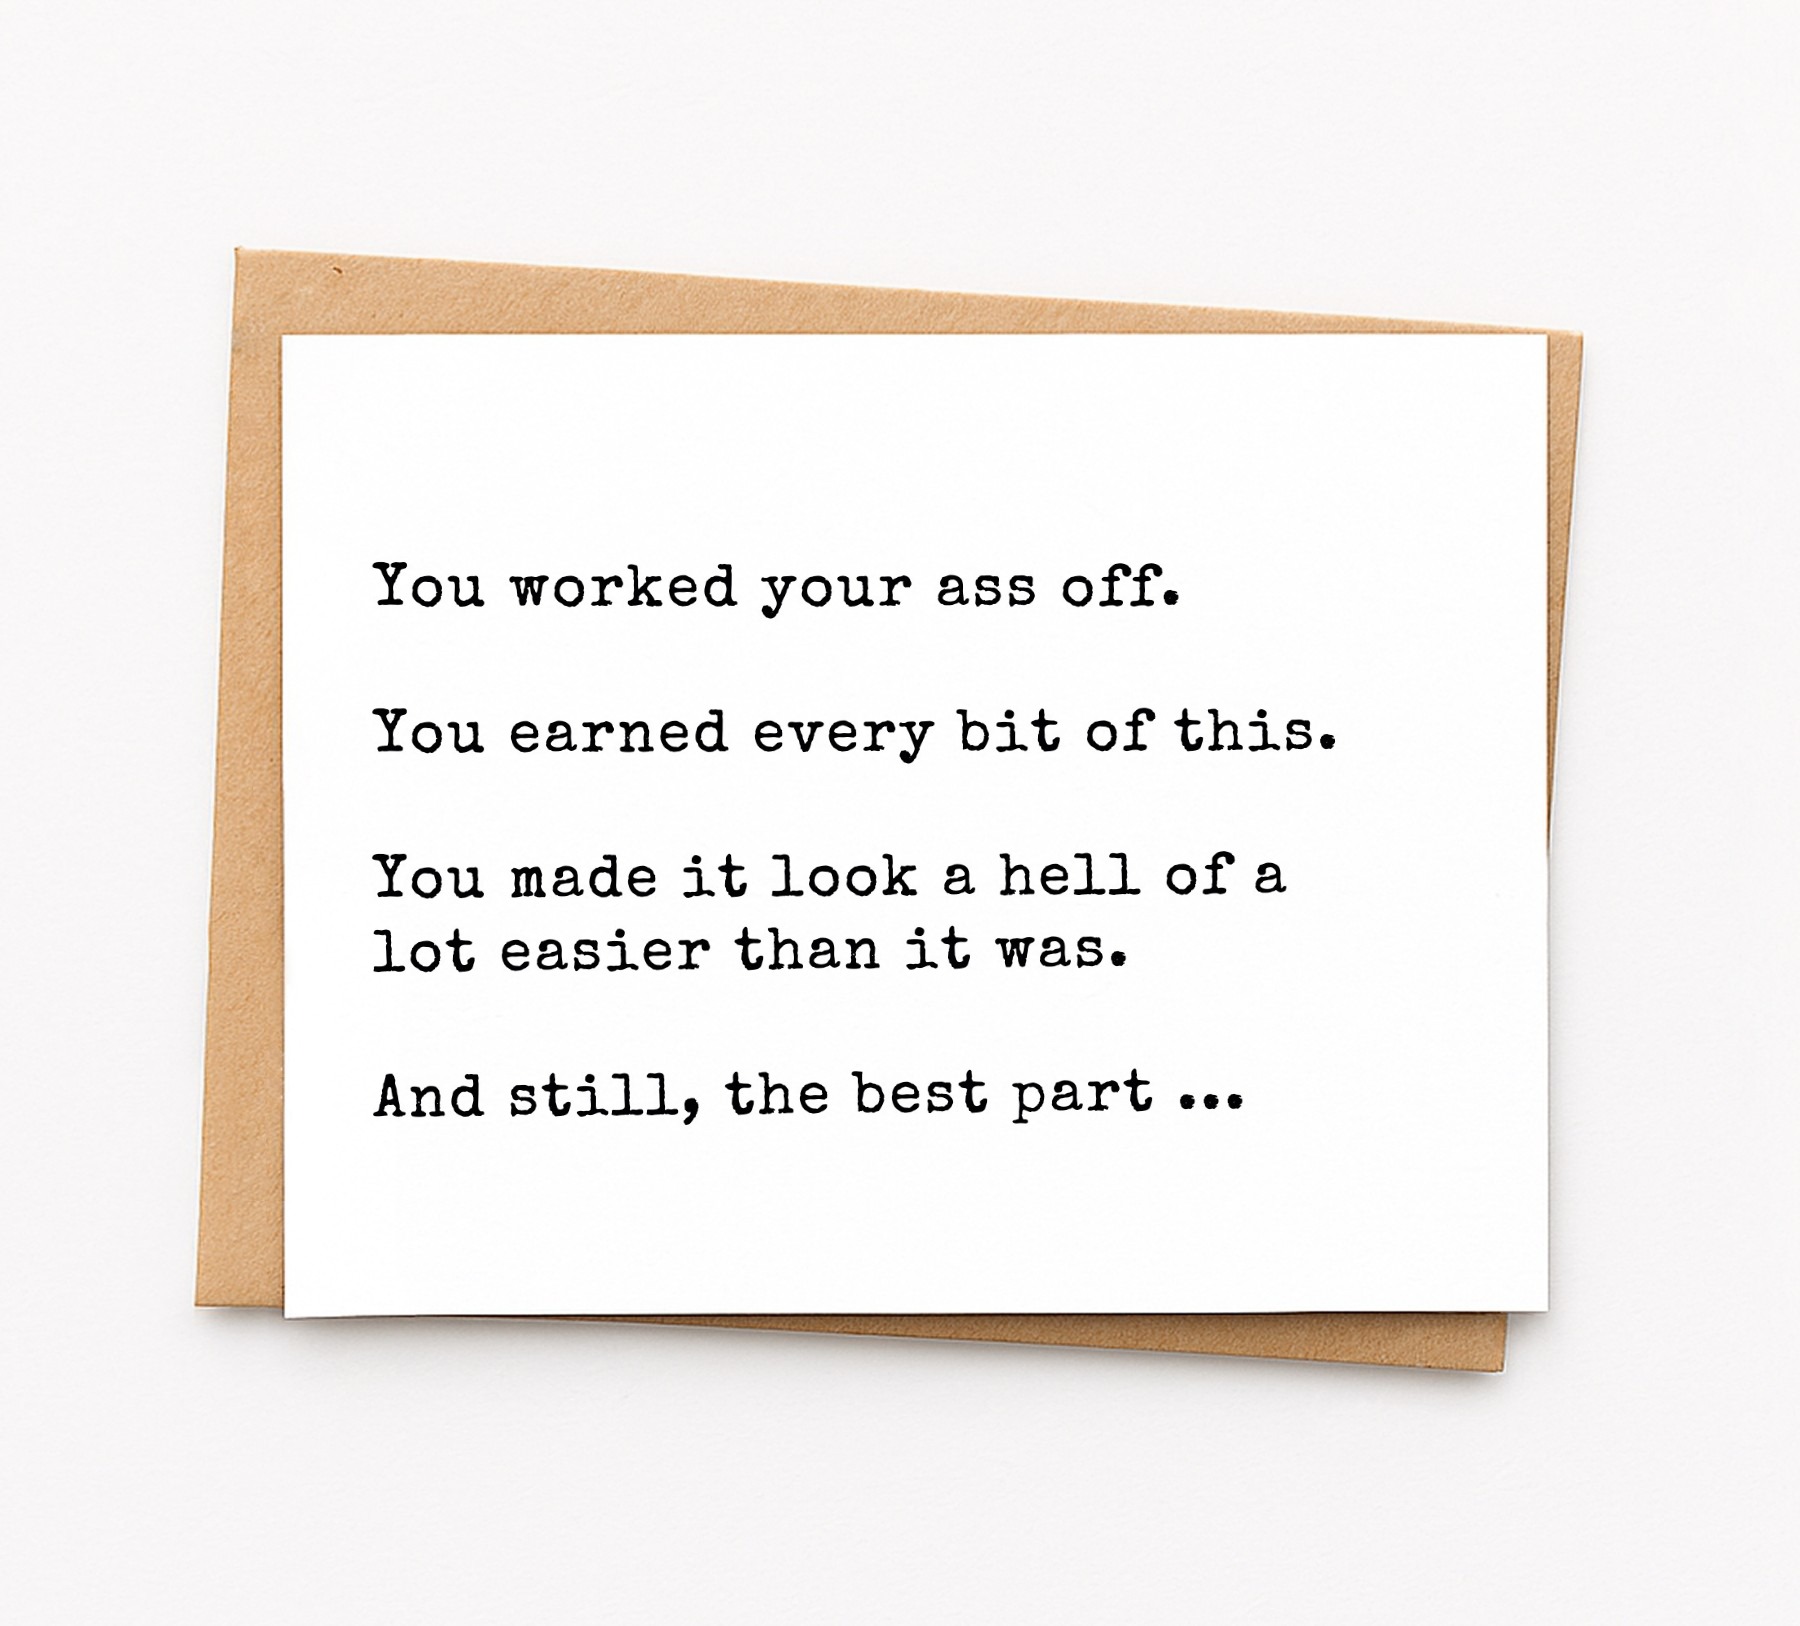 You worked your ass off.
You earned every bit of this.
You made it look a hell of a
lot easier than it was.
And still, the best part ...